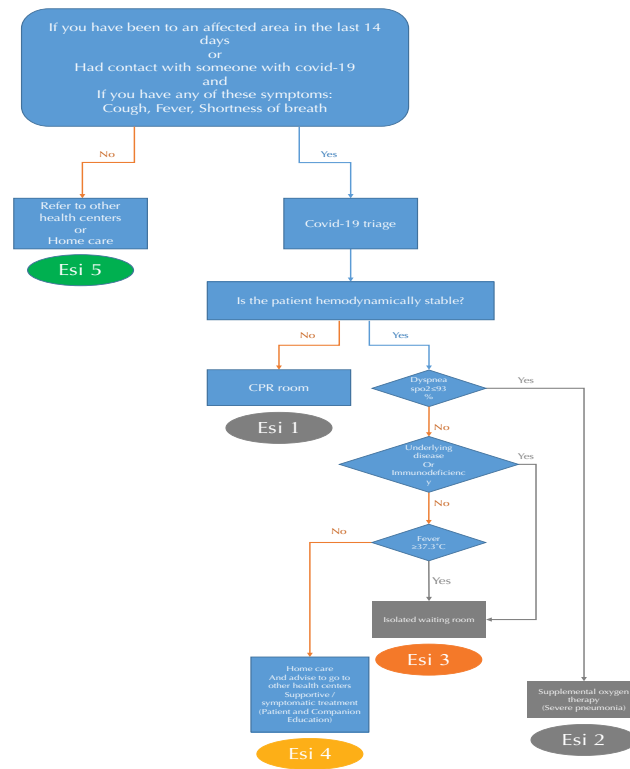 If you have been to an affected area in the last 14
days
or
Had contact with someone with covid-19
and
If you have any of these symptoms:
Cough, Fever, Shortness of breath
No
Yes
Refer to other
health centers
or
Home care
Esi 5
Covid-19 triage
Is the patient hemodynamically stable?
No
Yes
CPR room
Esi 1
Dyspnea
spo2≤93
%
Yes
No
Underlying
disease
Or
Immunodeficienc
y
Yes
No
Fever
≥37.3°C
No
Yes
Isolated waiting room
Esi 3
Home care
And advise to go to
other health centers
Supportive /
symptomatic treatment
(Patient and Companion
Education)
Esi 4
Supplemental oxygen
therapy
(Severe pneumonia)
Esi 2